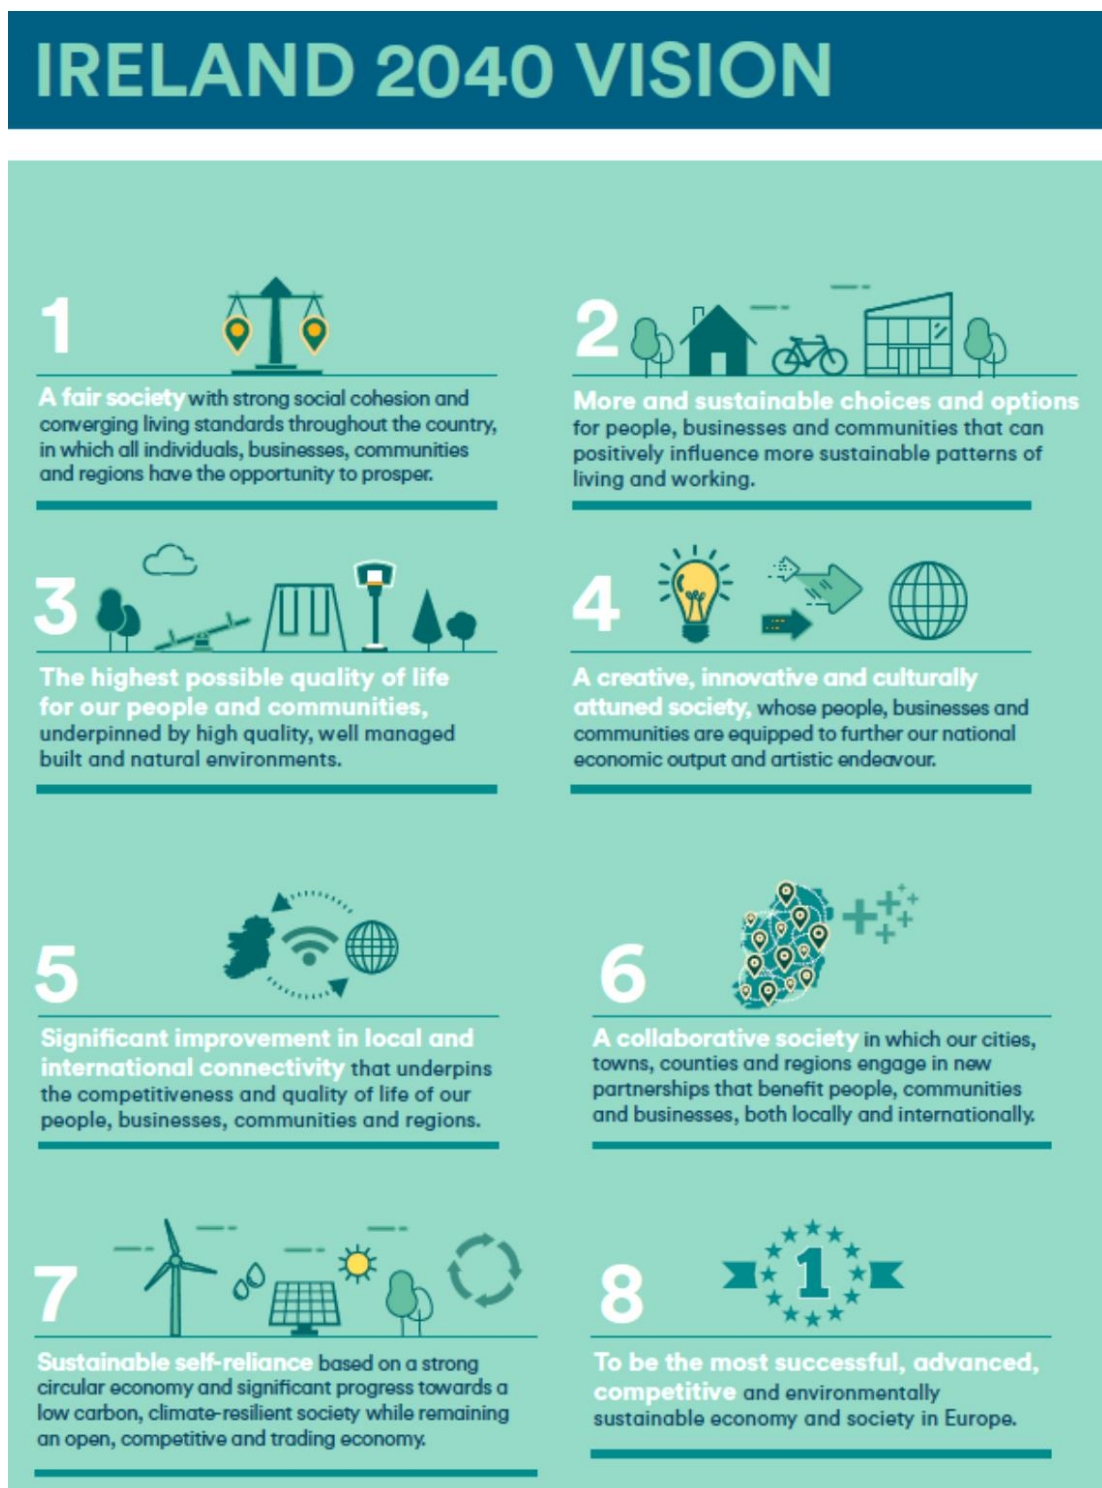 IRELAND 2040 VISION
1
A fair society with strong social cohesion and
converging living standards throughout the country,
in which all individuals, businesses, communities
and regions have the opportunity to prosper.
2
More and sustainable choices and options
for people, businesses and communities that can
positively influence more sustainable patterns of
living and working.
3
The highest possible quality of life
for our people and communities,
underpinned by high quality, well managed
built and natural environments.
4
A creative, innovative and culturally
attuned society, whose people, businesses and
communities are equipped to further our national
economic output and artistic endeavour.
5
Significant improvement in local and
international connectivity that underpins
the competitiveness and quality of life of our
people, businesses, communities and regions.
6
A collaborative society in which our cities,
towns, counties and regions engage in new
partnerships that benefit people, communities
and businesses, both locally and internationally.
7
Sustainable self-reliance based on a strong
circular economy and significant progress towards a
low carbon, climate-resilient society while remaining
an open, competitive and trading economy.
8
1
To be the most successful, advanced,
competitive and environmentally
sustainable economy and society in Europe.